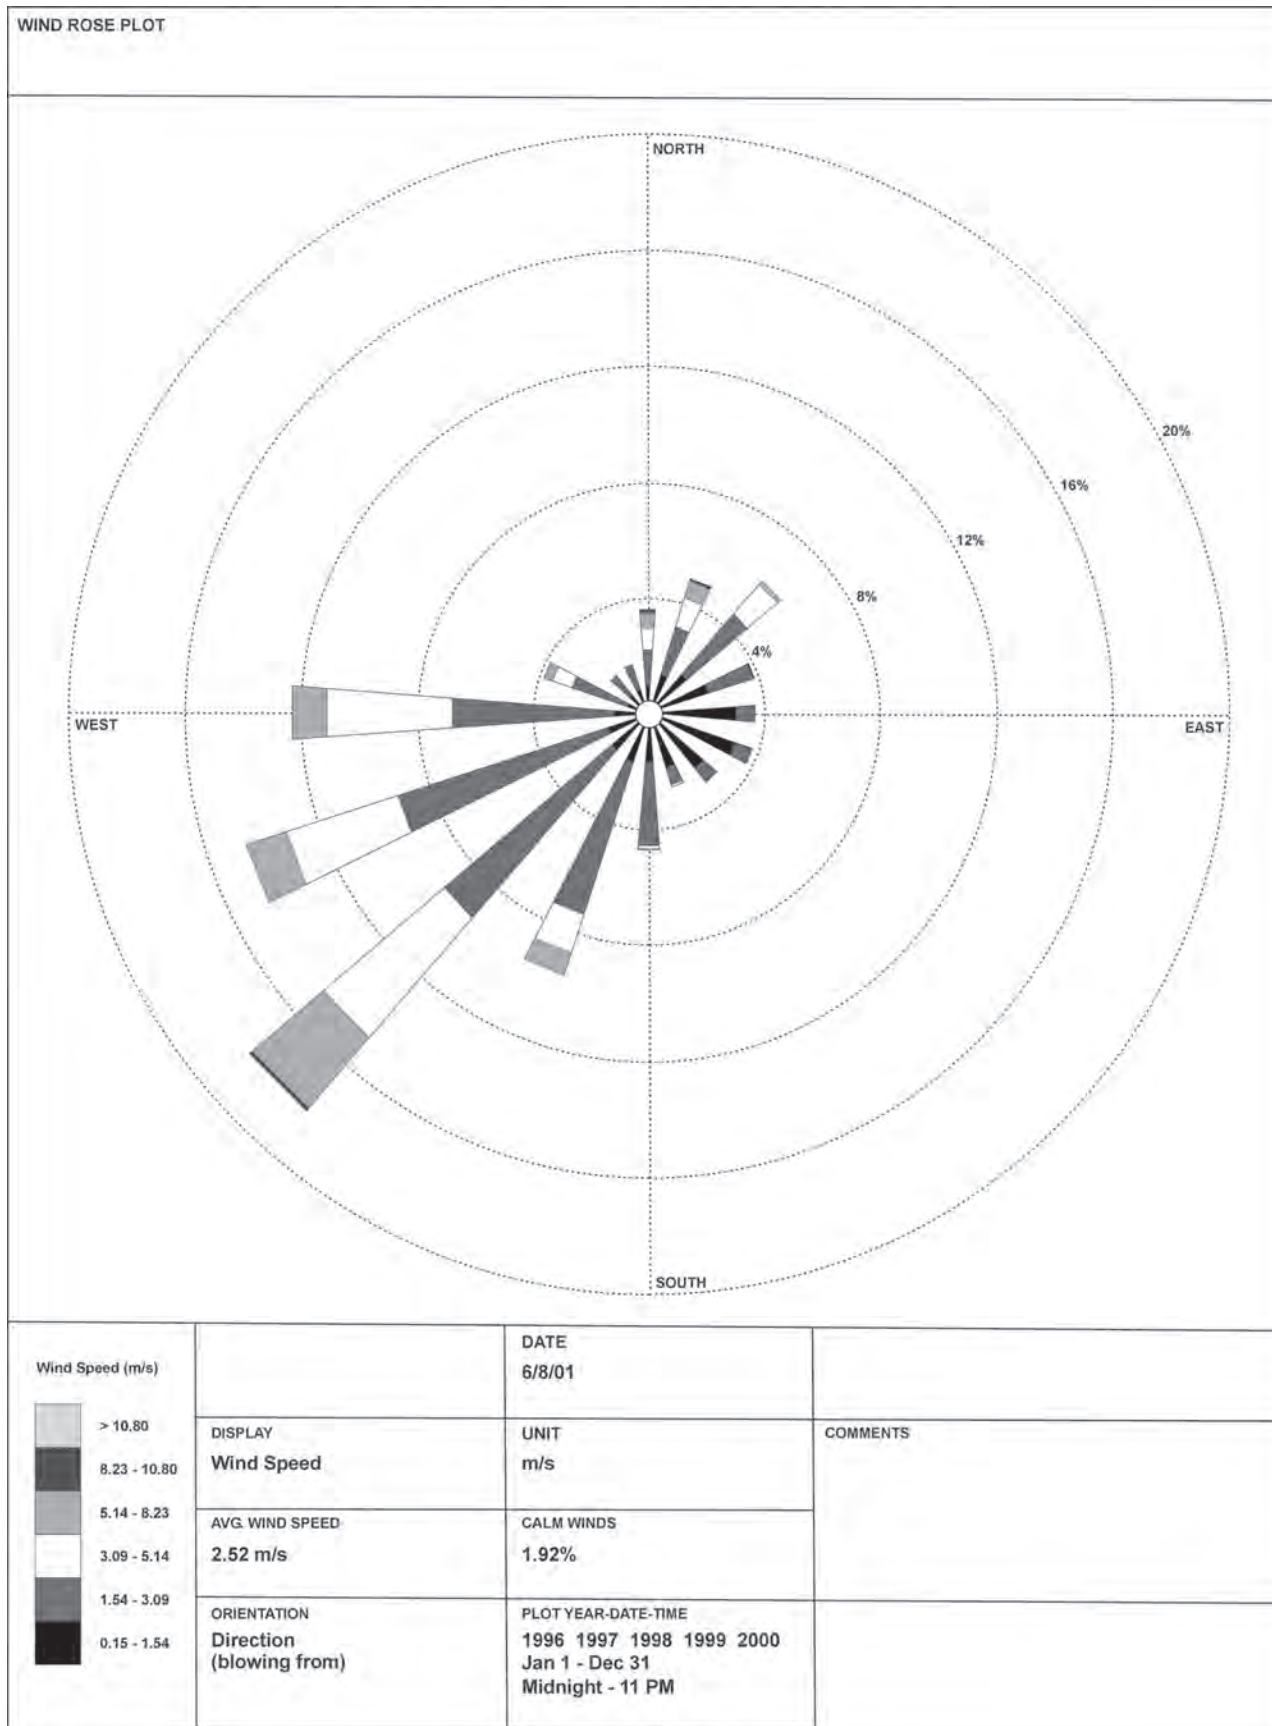 WIND ROSE PLOT
NORTH
20%
16%
12%
8%
4%
WEST
EAST
SOUTH
Wind Speed (m/s)
> 10.80
8.23 - 10.80
5.14 - 8.23
3.09 - 5.14
1.54 - 3.09
0.15 - 1.54
DATE
6/8/01
DISPLAY
Wind Speed
UNIT
m/s
COMMENTS
AVG. WIND SPEED
2.52 m/s
CALM WINDS
1.92%
ORIENTATION
Direction
(blowing from)
PLOT YEAR-DATE-TIME
1996 1997 1998 1999 2000
Jan 1 - Dec 31
Midnight - 11 PM